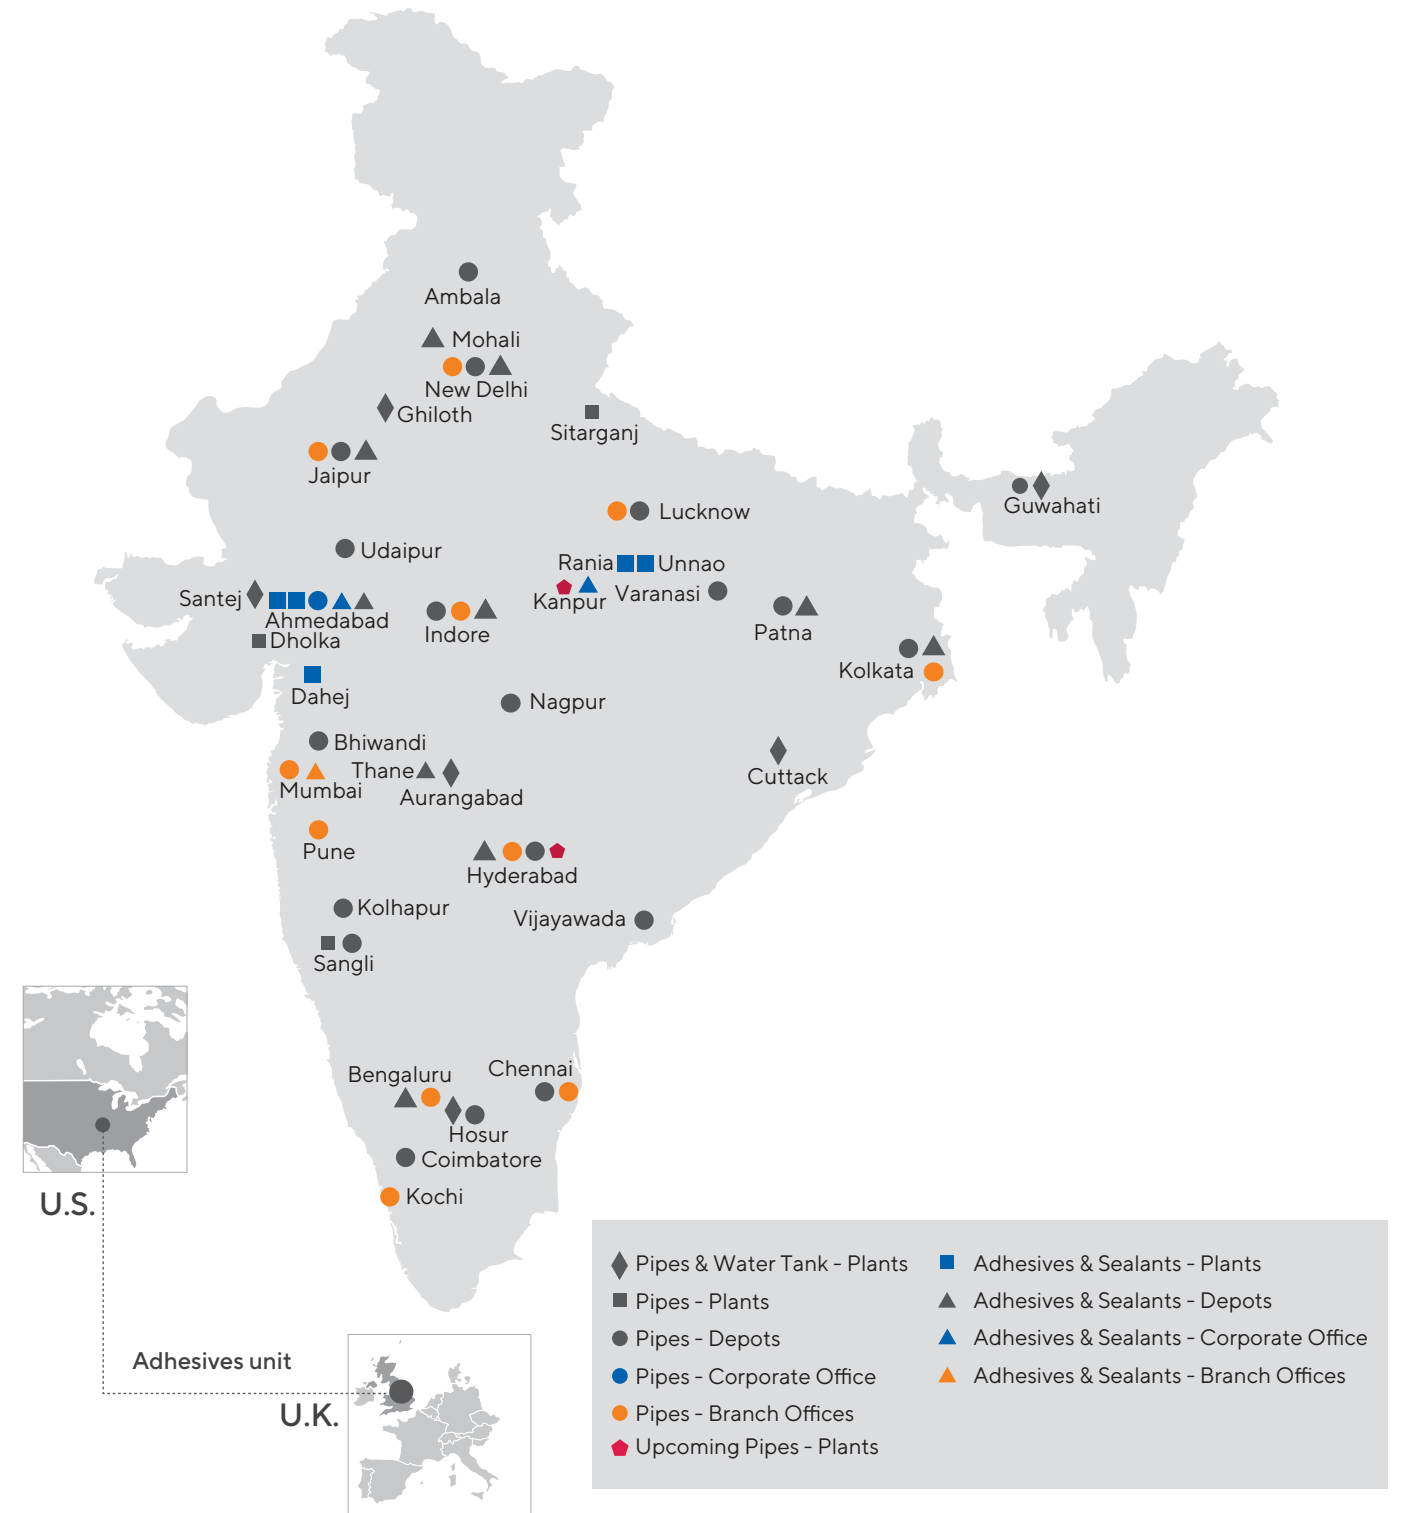 Ambala
Mohali
New Delhi
Ghiloth
Sitarganj
Jaipur
Guwahati
Lucknow
Udaipur
Rania
Unnao
Santej
Kanpur
Varanasi
Ahmedabad
Indore
Patna
Dholka
Kolkata
Dahej
Nagpur
Bhiwandi
Thane
Cuttack
Mumbai
Aurangabad
Pune
Hyderabad
Kolhapur
Vijayawada
Sangli
Chennai
Bengaluru
Hosur
Coimbatore
Kochi
U.S.
Adhesives unit
U.K.
Pipes & Water Tank - Plants
Pipes - Plants
Pipes - Depots
Pipes - Corporate Office
Pipes - Branch Offices
Upcoming Pipes - Plants
Adhesives & Sealants - Plants
Adhesives & Sealants - Depots
Adhesives & Sealants - Corporate Office
Adhesives & Sealants - Branch Offices